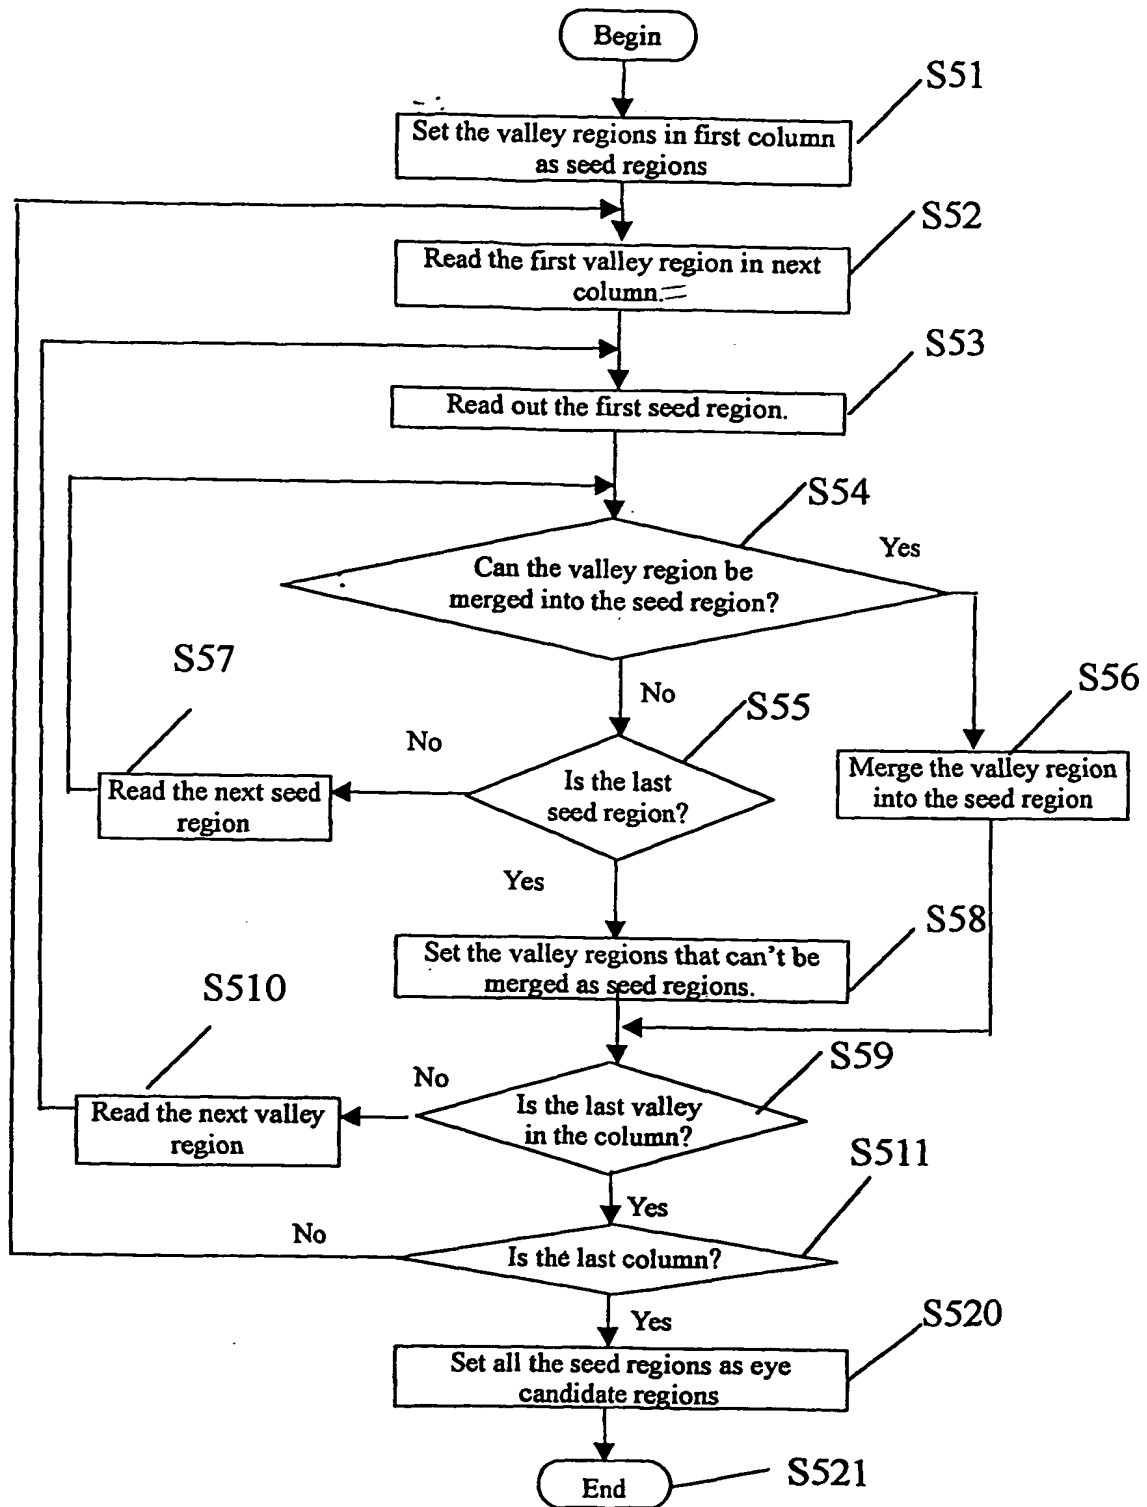 Begin
S51
Set the valley regions in first column
as seed regions
S52
Read the first valley region in next
column.
S53
Read out the first seed region.
S54
Yes
Can the valley region be
merged into the seed region?
S57
No
S55
S56
No
Read the next seed
region
Is the last
seed region?
Merge the valley region
into the seed region
Yes
S58
Set the valley regions that can't be
merged as seed regions.
S510
S59
No
Read the next valley
region
Is the last valley
in the column?
S511
Yes
No
Is the last column?
Yes
S520
Set all the seed regions as eye
candidate regions
S521
End